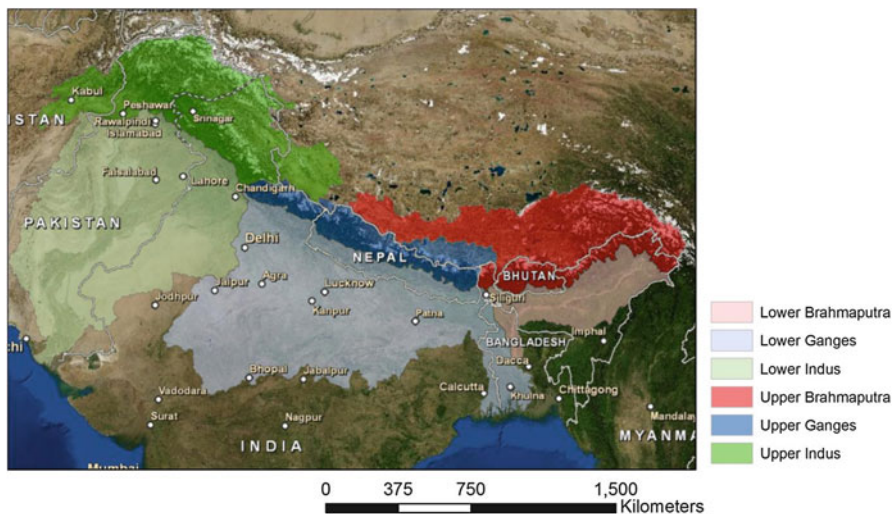 Kabul
Peshawar
ISTAN
Rawalpindi
Islamabad
Srinagar
Faisalabad
Lahore
Chandigarh
PAKISTAN
Delhi
NEPAL
BHUTAN
Jaipur
Agra
Lucknow
Siliguri
Jodhpur
Kanpur
Patna
Imphal
BANGLADESH
Dacca
chi
Bhopal
Jabalpur
Calcutta
Khulna
Chittagong
Vadodara
Mandalay
Surat
Nagpur
INDIA
MYANMA
Mumbai
Lower Brahmaputra
Lower Ganges
Lower Indus
Upper Brahmaputra
Upper Ganges
Upper Indus
0 375 750 1,500
Kilometers